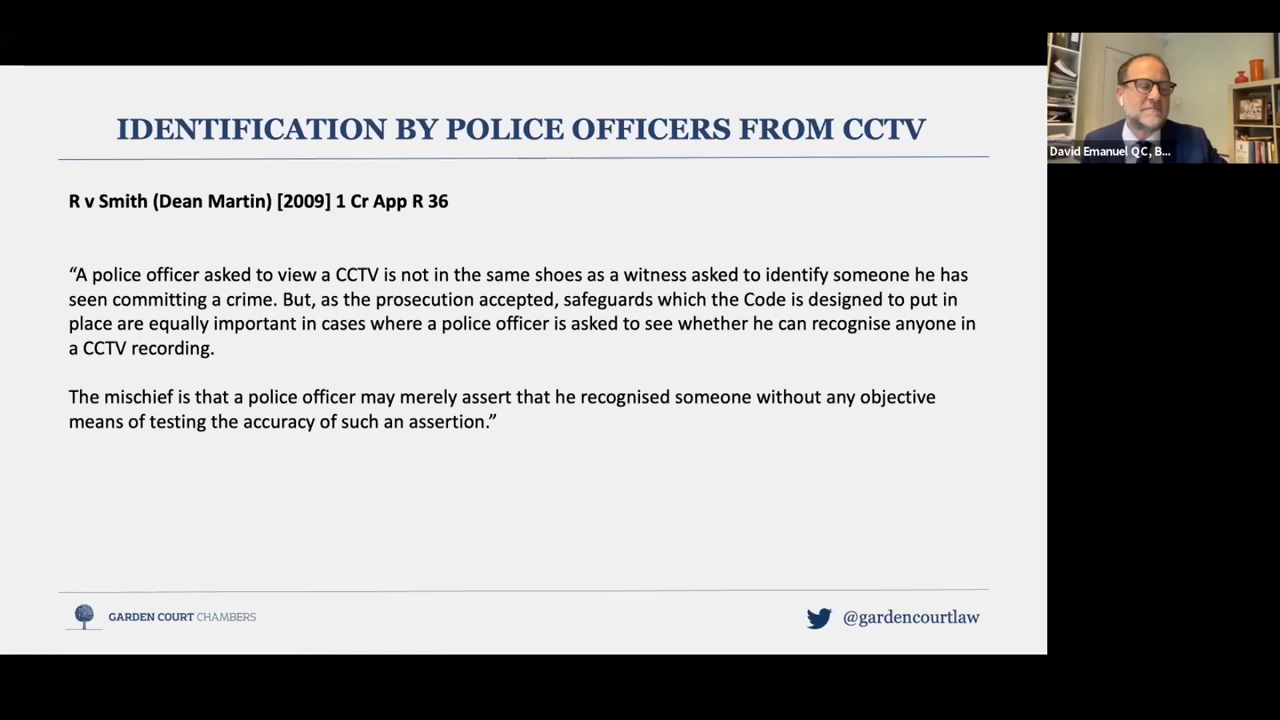 IDENTIFICATION BY POLICE OFFICERS FROM CCTV
R v Smith (Dean Martin) [2009] 1 Cr App R 36
“A police officer asked to view a CCTV is not in the same shoes as a witness asked to identify someone he has
seen committing a crime. But, as the prosecution accepted, safeguards which the Code is designed to put in
place are equally important in cases where a police officer is asked to see whether he can recognise anyone in
a CCTV recording.
The mischief is that a police officer may merely assert that he recognised someone without any objective
means of testing the accuracy of such an assertion.”
GARDEN COURT CHAMBERS
@gardencourtlaw
David Emanuel QC, B...